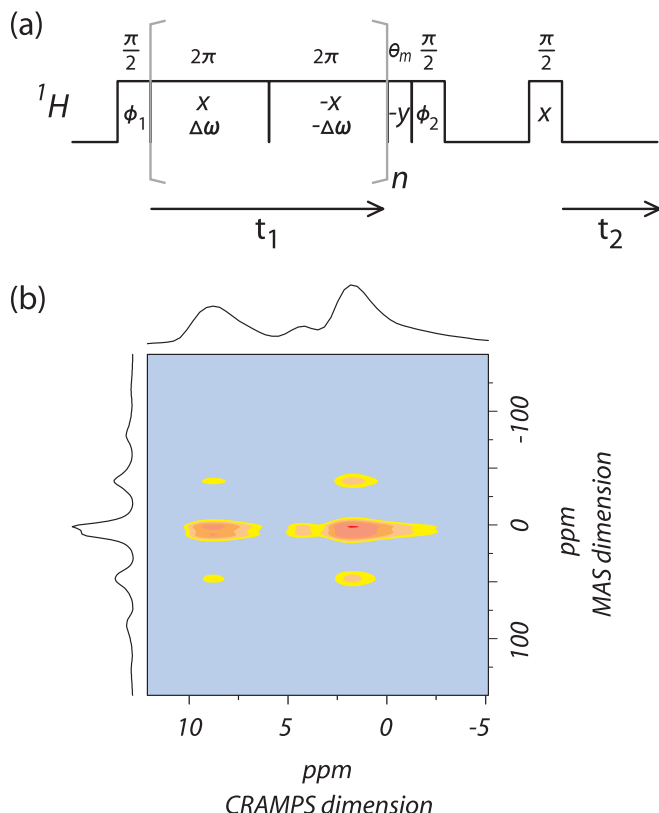 (a)
π/2 2π 2π θm π/2 π/2
¹H ϕ1 x -x -y ϕ2 x
Δω -Δω
n
t1 t2
(b)
-100
0
100
ppm
MAS dimension
10 5 0 -5
ppm
CRAMPS dimension